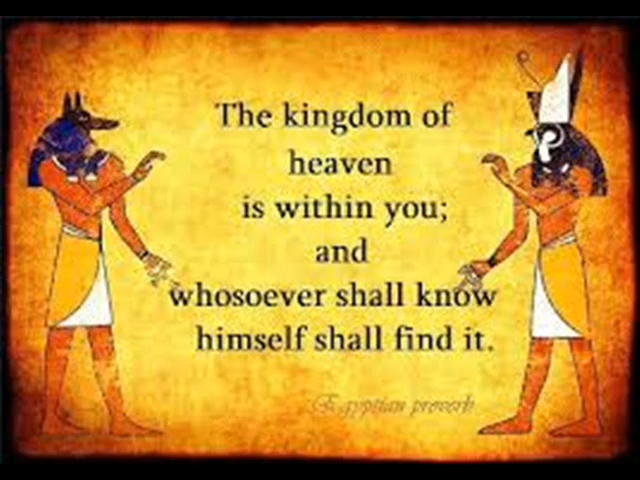 The kingdom of
heaven
is within you;
and
whosoever shall know
himself shall find it.
Egyptian proverb